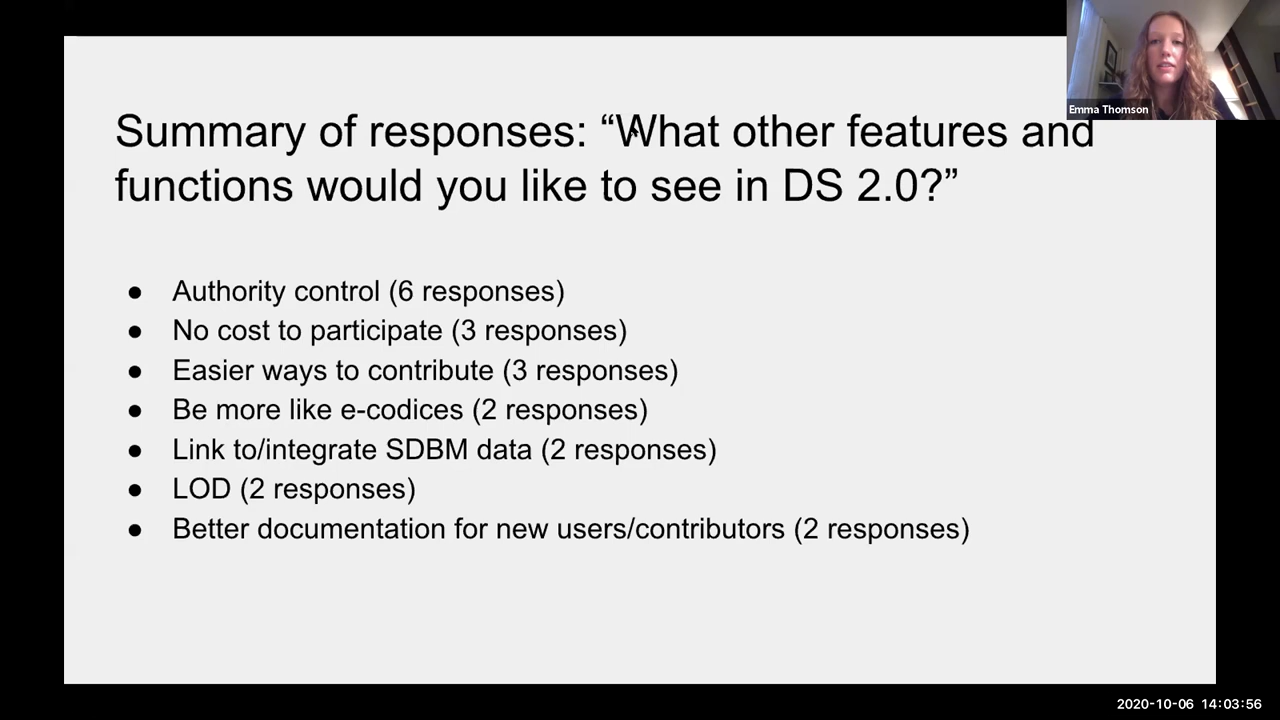 Emma Thomson
Summary of responses: “What other features and
functions would you like to see in DS 2.0?”
● Authority control (6 responses)
● No cost to participate (3 responses)
● Easier ways to contribute (3 responses)
● Be more like e-codices (2 responses)
● Link to/integrate SDBM data (2 responses)
● LOD (2 responses)
● Better documentation for new users/contributors (2 responses)
2020-10-06 14:03:56